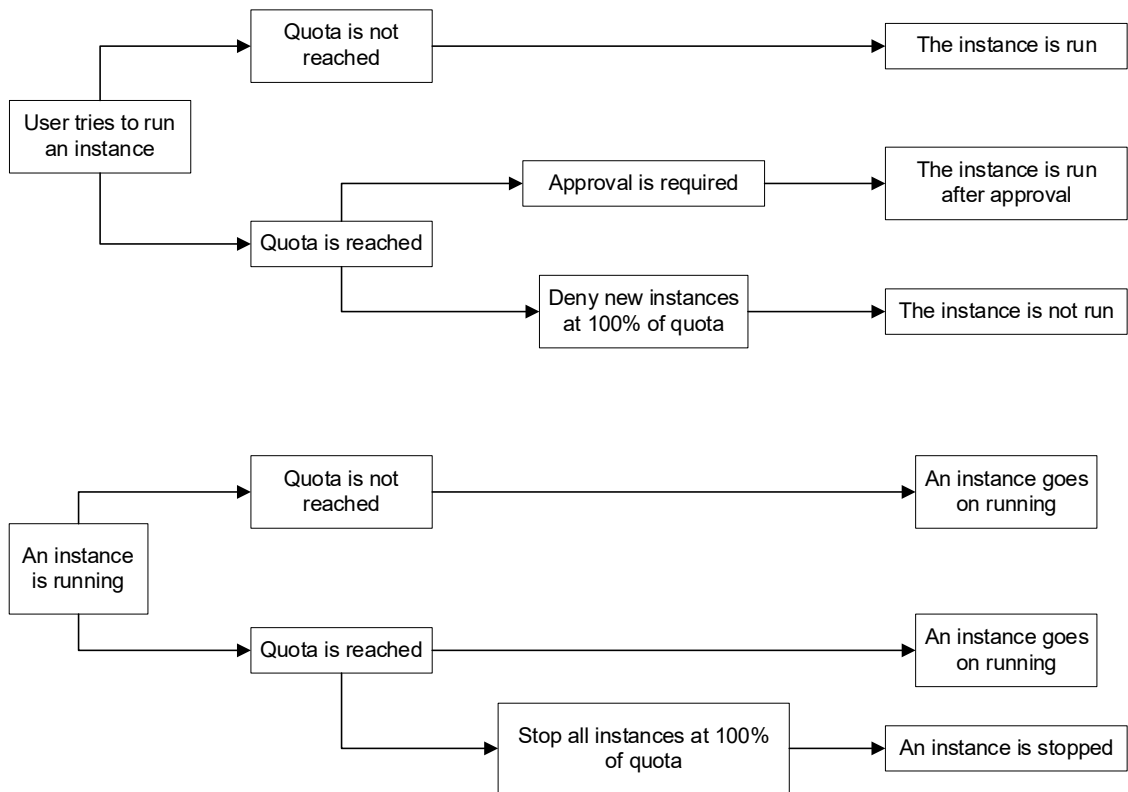 Quota is not
reached
The instance is run
User tries to run
an instance
Approval is required
The instance is run
after approval
Quota is reached
Deny new instances
at 100% of quota
The instance is not run
Quota is not
reached
An instance goes
on running
An instance
is running
Quota is reached
An instance goes
on running
Stop all instances at 100%
of quota
An instance is stopped